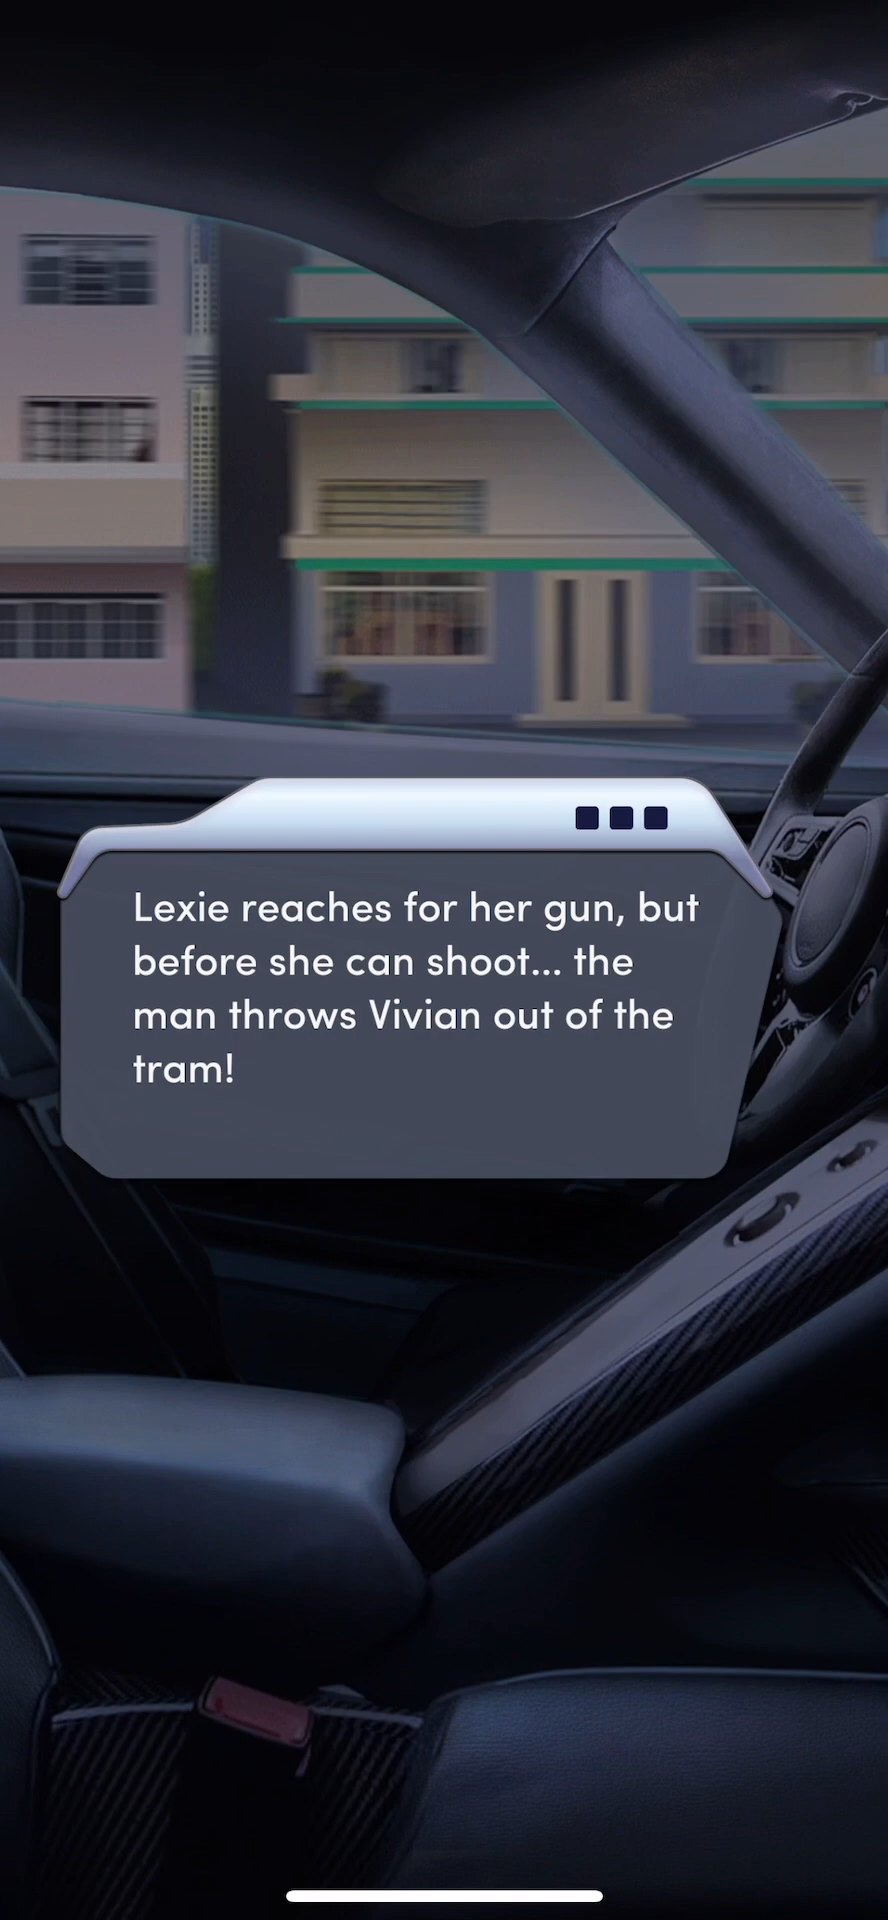 Lexie reaches for her gun, but
before she can shoot... the
man throws Vivian out of the
tram!